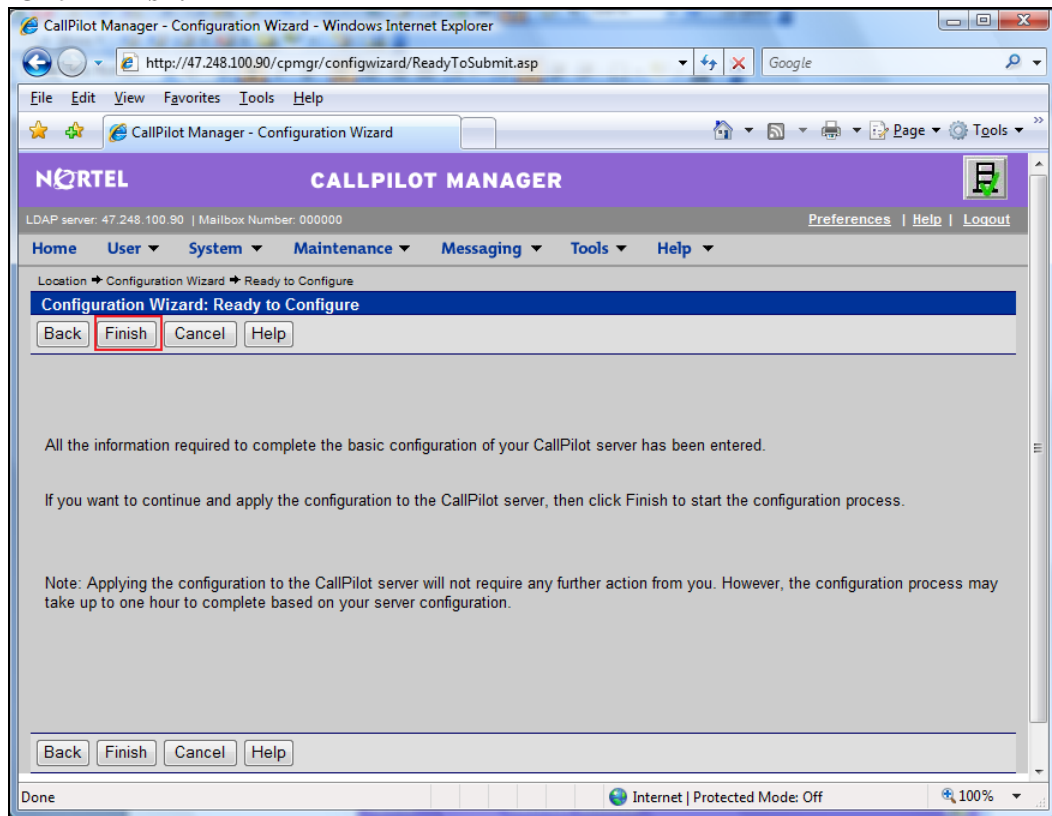 CallPilot Manager - Configuration Wizard - Windows Internet Explorer
http://47.248.100.90/cpmgr/configwizard/ReadyToSubmit.asp
Google
File Edit View Favorites Tools Help
CallPilot Manager - Configuration Wizard
Page Tools
NORTEL
CALLPILOT MANAGER
LDAP server: 47.248.100.90 | Mailbox Number: 000000
Preferences | Help | Logout
Home User System Maintenance Messaging Tools Help
Location Configuration Wizard Ready to Configure
Configuration Wizard: Ready to Configure
Back Finish Cancel Help
All the information required to complete the basic configuration of your CallPilot server has been entered.
If you want to continue and apply the configuration to the CallPilot server, then click Finish to start the configuration process.
Note: Applying the configuration to the CallPilot server will not require any further action from you. However, the configuration process may
take up to one hour to complete based on your server configuration.
Back Finish Cancel Help
Done
Internet | Protected Mode: Off
100%